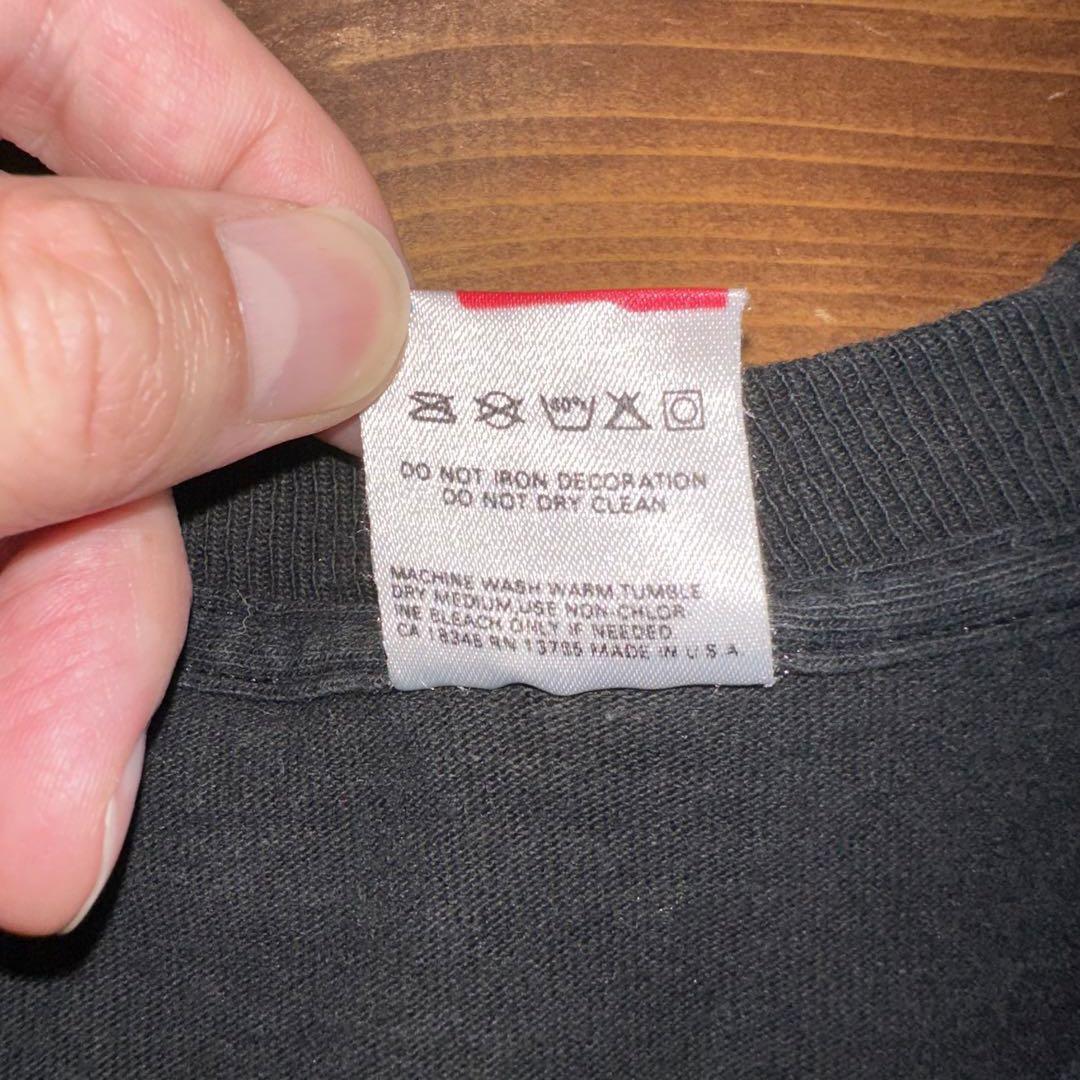 DO NOT IRON DECORATION
DO NOT DRY CLEAN
MACHINE WASH WARM, TUMBLE
DRY MEDIUM, USE NON-CHLOR
INE BLEACH ONLY IF NEEDED
CA 18346 RN 13765 MADE IN U S A.